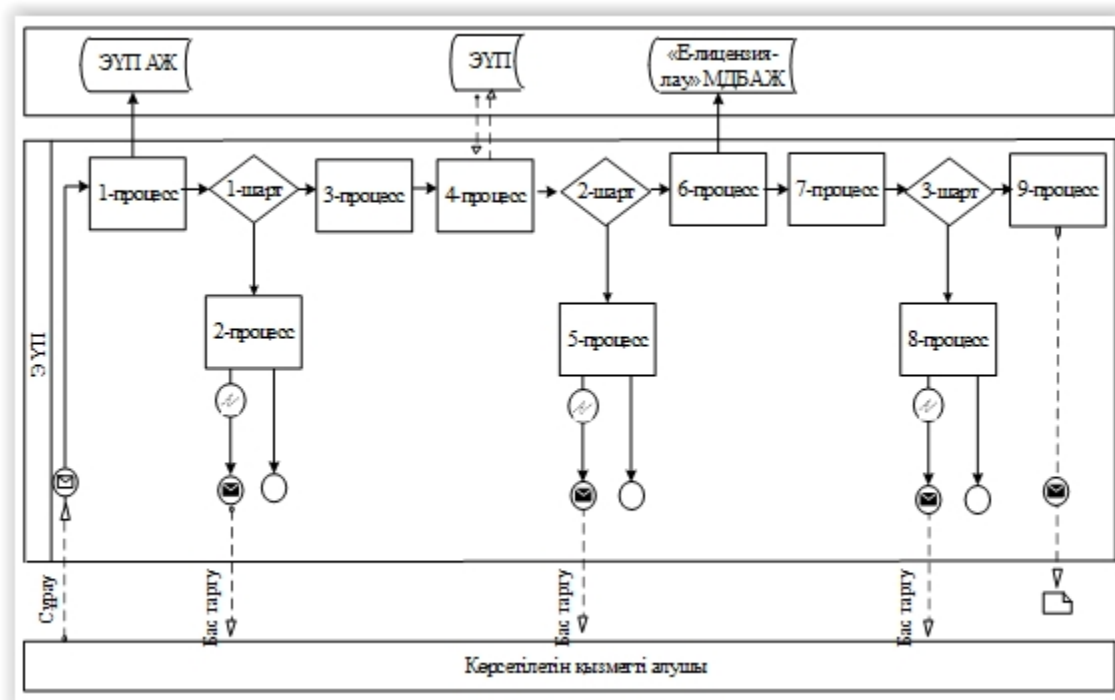 ЭҮП АЖ
ЭҮП
«Е-лицензия-
лау» МДБАЖ
ЭҮП
1-процесс
1-шарт
3-процесс
4-процесс
2-шарт
6-процесс
7-процесс
3-шарт
9-процесс
2-процесс
5-процесс
8-процесс
Сұрау
Бас тарту
Бас тарту
Бас тарту
Көрсетілетін қызметті алушы